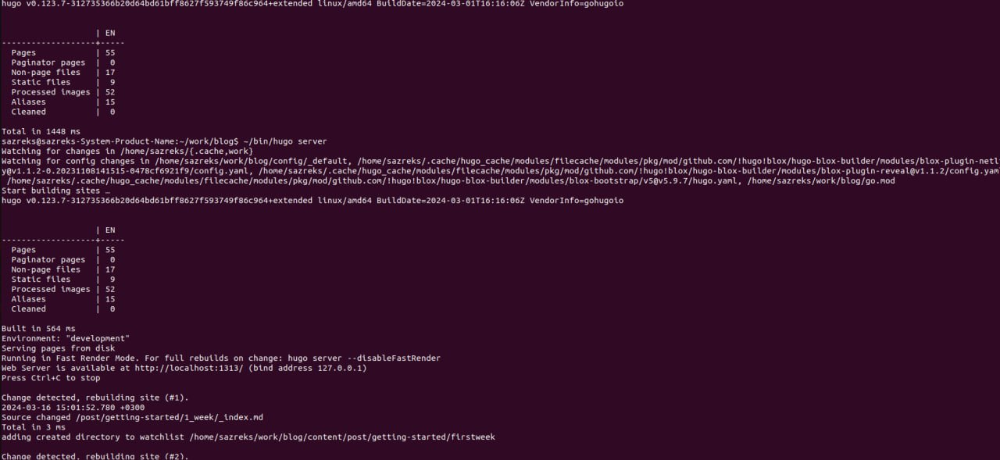 hugo v0.123.7-312735366b20d64bd61bff8627f593749f86c964+extended linux/amd64 BuildDate=2024-03-01T16:16:06Z VendorInfo=gohugoio
                   | EN
-------------------+-----
  Pages            | 55
  Paginator pages  |  0
  Non-page files   | 17
  Static files     |  9
  Processed images | 52
  Aliases          | 15
  Cleaned          |  0
Total in 1448 ms
sazreks@sazreks-System-Product-Name:~/work/blog$ ~/bin/hugo server
Watching for changes in /home/sazreks/{.cache,work}
Watching for config changes in /home/sazreks/work/blog/config/_default, /home/sazreks/.cache/hugo_cache/modules/filecache/modules/pkg/mod/github.com/!hugo!blox/hugo-blox-builder/modules/blox-plugin-netl
y@v1.1.2-0.20231108141515-0478cf6921f9/config.yaml, /home/sazreks/.cache/hugo_cache/modules/filecache/modules/pkg/mod/github.com/!hugo!blox/hugo-blox-builder/modules/blox-plugin-reveal@v1.1.2/config.yam
 /home/sazreks/.cache/hugo_cache/modules/filecache/modules/pkg/mod/github.com/!hugo!blox/hugo-blox-builder/modules/blox-bootstrap/v5@v5.9.7/hugo.yaml, /home/sazreks/work/blog/go.mod
Start building sites …
hugo v0.123.7-312735366b20d64bd61bff8627f593749f86c964+extended linux/amd64 BuildDate=2024-03-01T16:16:06Z VendorInfo=gohugoio
                   | EN
-------------------+-----
  Pages            | 55
  Paginator pages  |  0
  Non-page files   | 17
  Static files     |  9
  Processed images | 52
  Aliases          | 15
  Cleaned          |  0
Built in 564 ms
Environment: "development"
Serving pages from disk
Running in Fast Render Mode. For full rebuilds on change: hugo server --disableFastRender
Web Server is available at http://localhost:1313/ (bind address 127.0.0.1)
Press Ctrl+C to stop
Change detected, rebuilding site (#1).
2024-03-16 15:01:52.780 +0300
Source changed /post/getting-started/1_week/_index.md
Total in 3 ms
adding created directory to watchlist /home/sazreks/work/blog/content/post/getting-started/firstweek
Change detected, rebuilding site (#2).